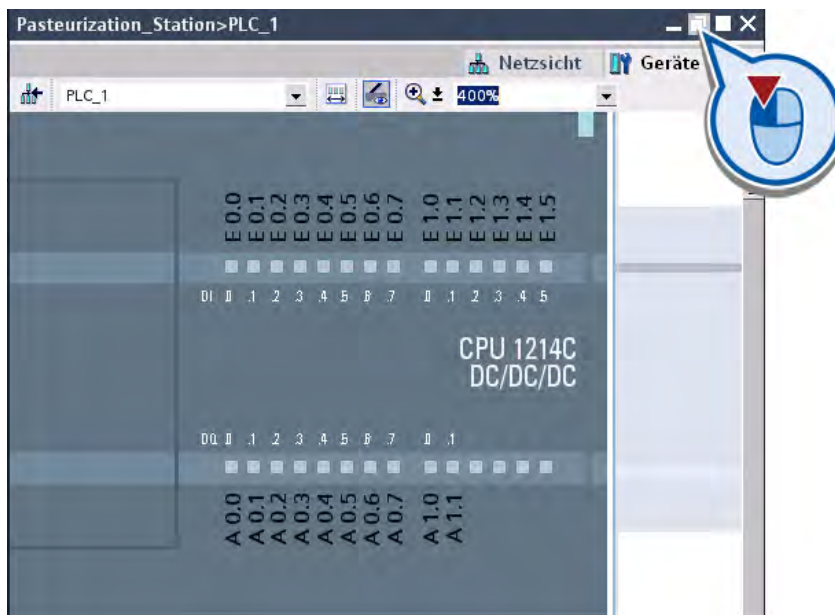 Pasteurization_Station>PLC_1
Netzsicht Geräte
PLC_1 400%
E 0.0 E 0.1 E 0.2 E 0.3 E 0.4 E 0.5 E 0.6 E 0.7 E 1.0 E 1.1 E 1.2 E 1.3 E 1.4 E 1.5
DI .0 .1 .2 .3 .4 .5 .6 .7 .0 .1 .2 .3 .4 .5
CPU 1214C
DC/DC/DC
DQ .0 .1 .2 .3 .4 .5 .6 .7 .0 .1
A 0.0 A 0.1 A 0.2 A 0.3 A 0.4 A 0.5 A 0.6 A 0.7 A 1.0 A 1.1